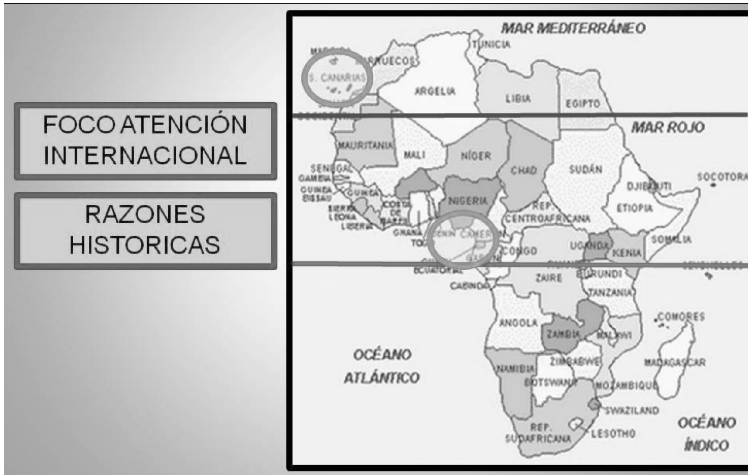 FOCO ATENCIÓN
INTERNACIONAL
RAZONES
HISTORICAS
MAR MEDITERRÁNEO
TUNICIA
S. CANARIAS
ARGELIA
LIBIA
EGIPTO
MAR ROJO
MAURITANIA
MALI
NÍGER
CHAD
SUDÁN
SOCOTORA
SENEGAL
GAMBIA
GUINEA
BISSAU
GUINEA
SIERRA
LEONA
LIBERIA
COSTA
DE
GHANA
NIGERIA
REP.
CENTROAFRICANA
DJIBOUTI
ETIOPIA
SOMALIA
CONGO
UGANDA
KENIA
ECUATORIAL
CABINDA
ZAIRE
BURUNDI
TANZANIA
ANGOLA
ZAMBIA
MALAWI
COMORES
OCÉANO
ATLÁNTICO
NAMIBIA
ZIMBABWE
BOTSWANA
MOZAMBIQUE
MADAGASCAR
SWAZILAND
REP.
SUDAFRICANA
LESOTHO
OCÉANO
ÍNDICO